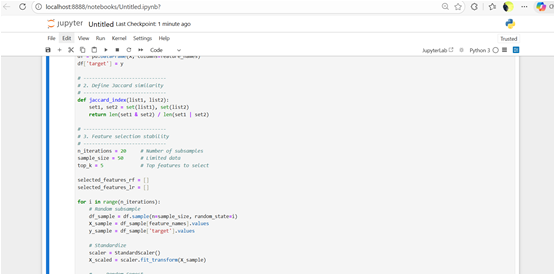 localhost:8888/notebooks/Untitled.ipynb?
jupyter Untitled Last Checkpoint: 1 minute ago
File Edit View Run Kernel Settings Help Trusted
Code JupyterLab Python 3
df = pd.DataFrame(X, columns=feature_names)
df['target'] = y
# ----------------------------
# 2. Define Jaccard similarity
# ----------------------------
def jaccard_index(list1, list2):
set1, set2 = set(list1), set(list2)
return len(set1 & set2) / len(set1 | set2)
# ----------------------------
# 3. Feature selection stability
# ----------------------------
n_iterations = 20 # Number of subsamples
sample_size = 50 # Limited data
top_k = 5 # Top features to select
selected_features_rf = []
selected_features_lr = []
for i in range(n_iterations):
# Random subsample
df_sample = df.sample(n=sample_size, random_state=i)
X_sample = df_sample[feature_names].values
y_sample = df_sample['target'].values
# Standardize
scaler = StandardScaler()
X_scaled = scaler.fit_transform(X_sample)